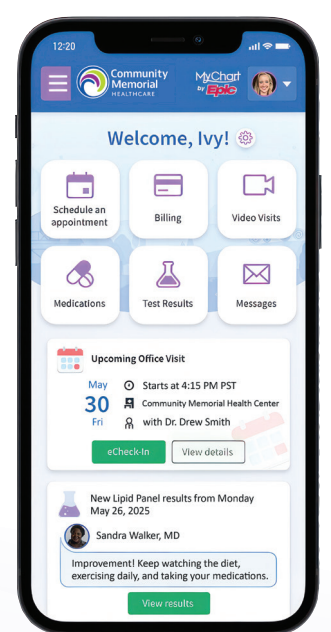 12:20
Community
Memorial
HEALTHCARE
MyChart
by Epic
Welcome, Ivy!
Schedule an
appointment
Billing
Video Visits
Medications
Test Results
Messages
Upcoming Office Visit
May
30
Fri
Starts at 4:15 PM PST
Community Memorial Health Center
with Dr. Drew Smith
eCheck-In
View details
New Lipid Panel results from Monday
May 26, 2025
Sandra Walker, MD
Improvement! Keep watching the diet,
exercising daily, and taking your medications.
View results